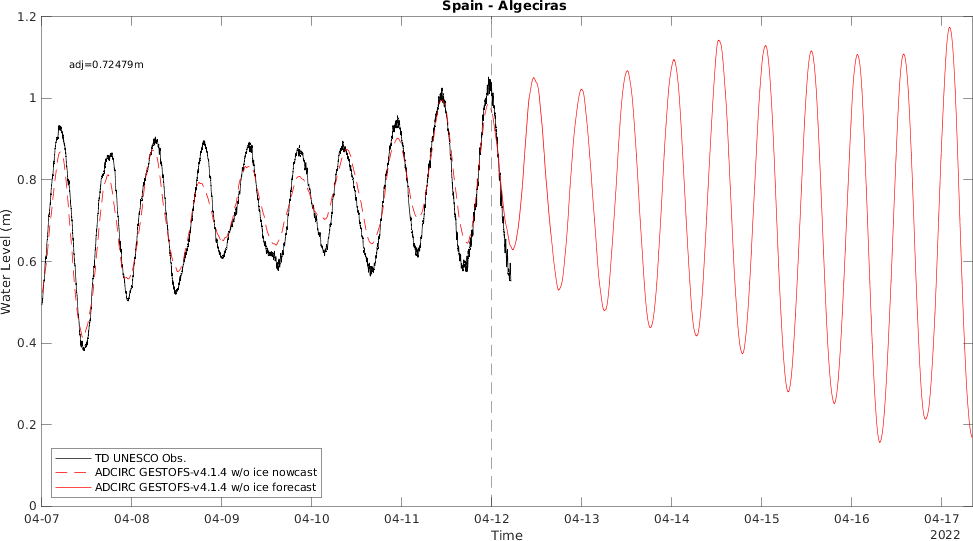 Spain - Algeciras
adj=0.72479m
Water Level (m)
1.2
1
0.8
0.6
0.4
0.2
0
TD UNESCO Obs.
ADCIRC GESTOFS-v4.1.4 w/o ice nowcast
ADCIRC GESTOFS-v4.1.4 w/o ice forecast
04-07 04-08 04-09 04-10 04-11 04-12 04-13 04-14 04-15 04-16 04-17
Time
2022